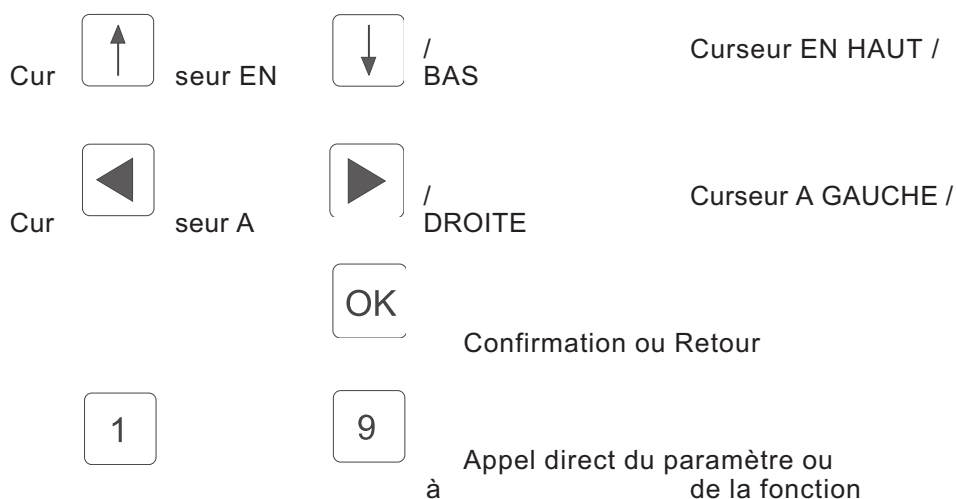 / Curseur EN HAUT /
Cur seur EN BAS
/ Curseur A GAUCHE /
Cur seur A DROITE
OK
Confirmation ou Retour
1 9
Appel direct du paramètre ou
à de la fonction